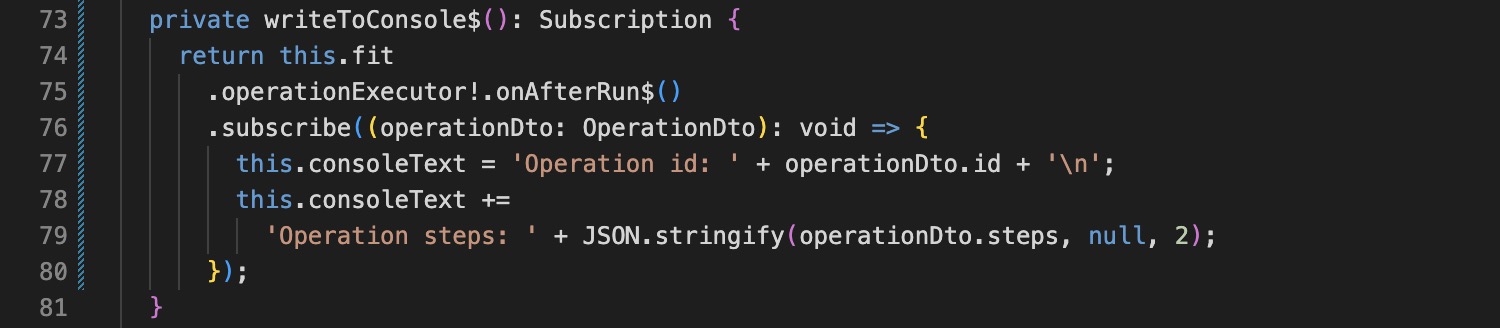 73 private writeToConsole$(): Subscription {
74 return this.fit
75 .operationExecutor!.onAfterRun$()
76 .subscribe((operationDto: OperationDto): void => {
77 this.consoleText = 'Operation id: ' + operationDto.id + '\n';
78 this.consoleText +=
79 'Operation steps: ' + JSON.stringify(operationDto.steps, null, 2);
80 });
81 }